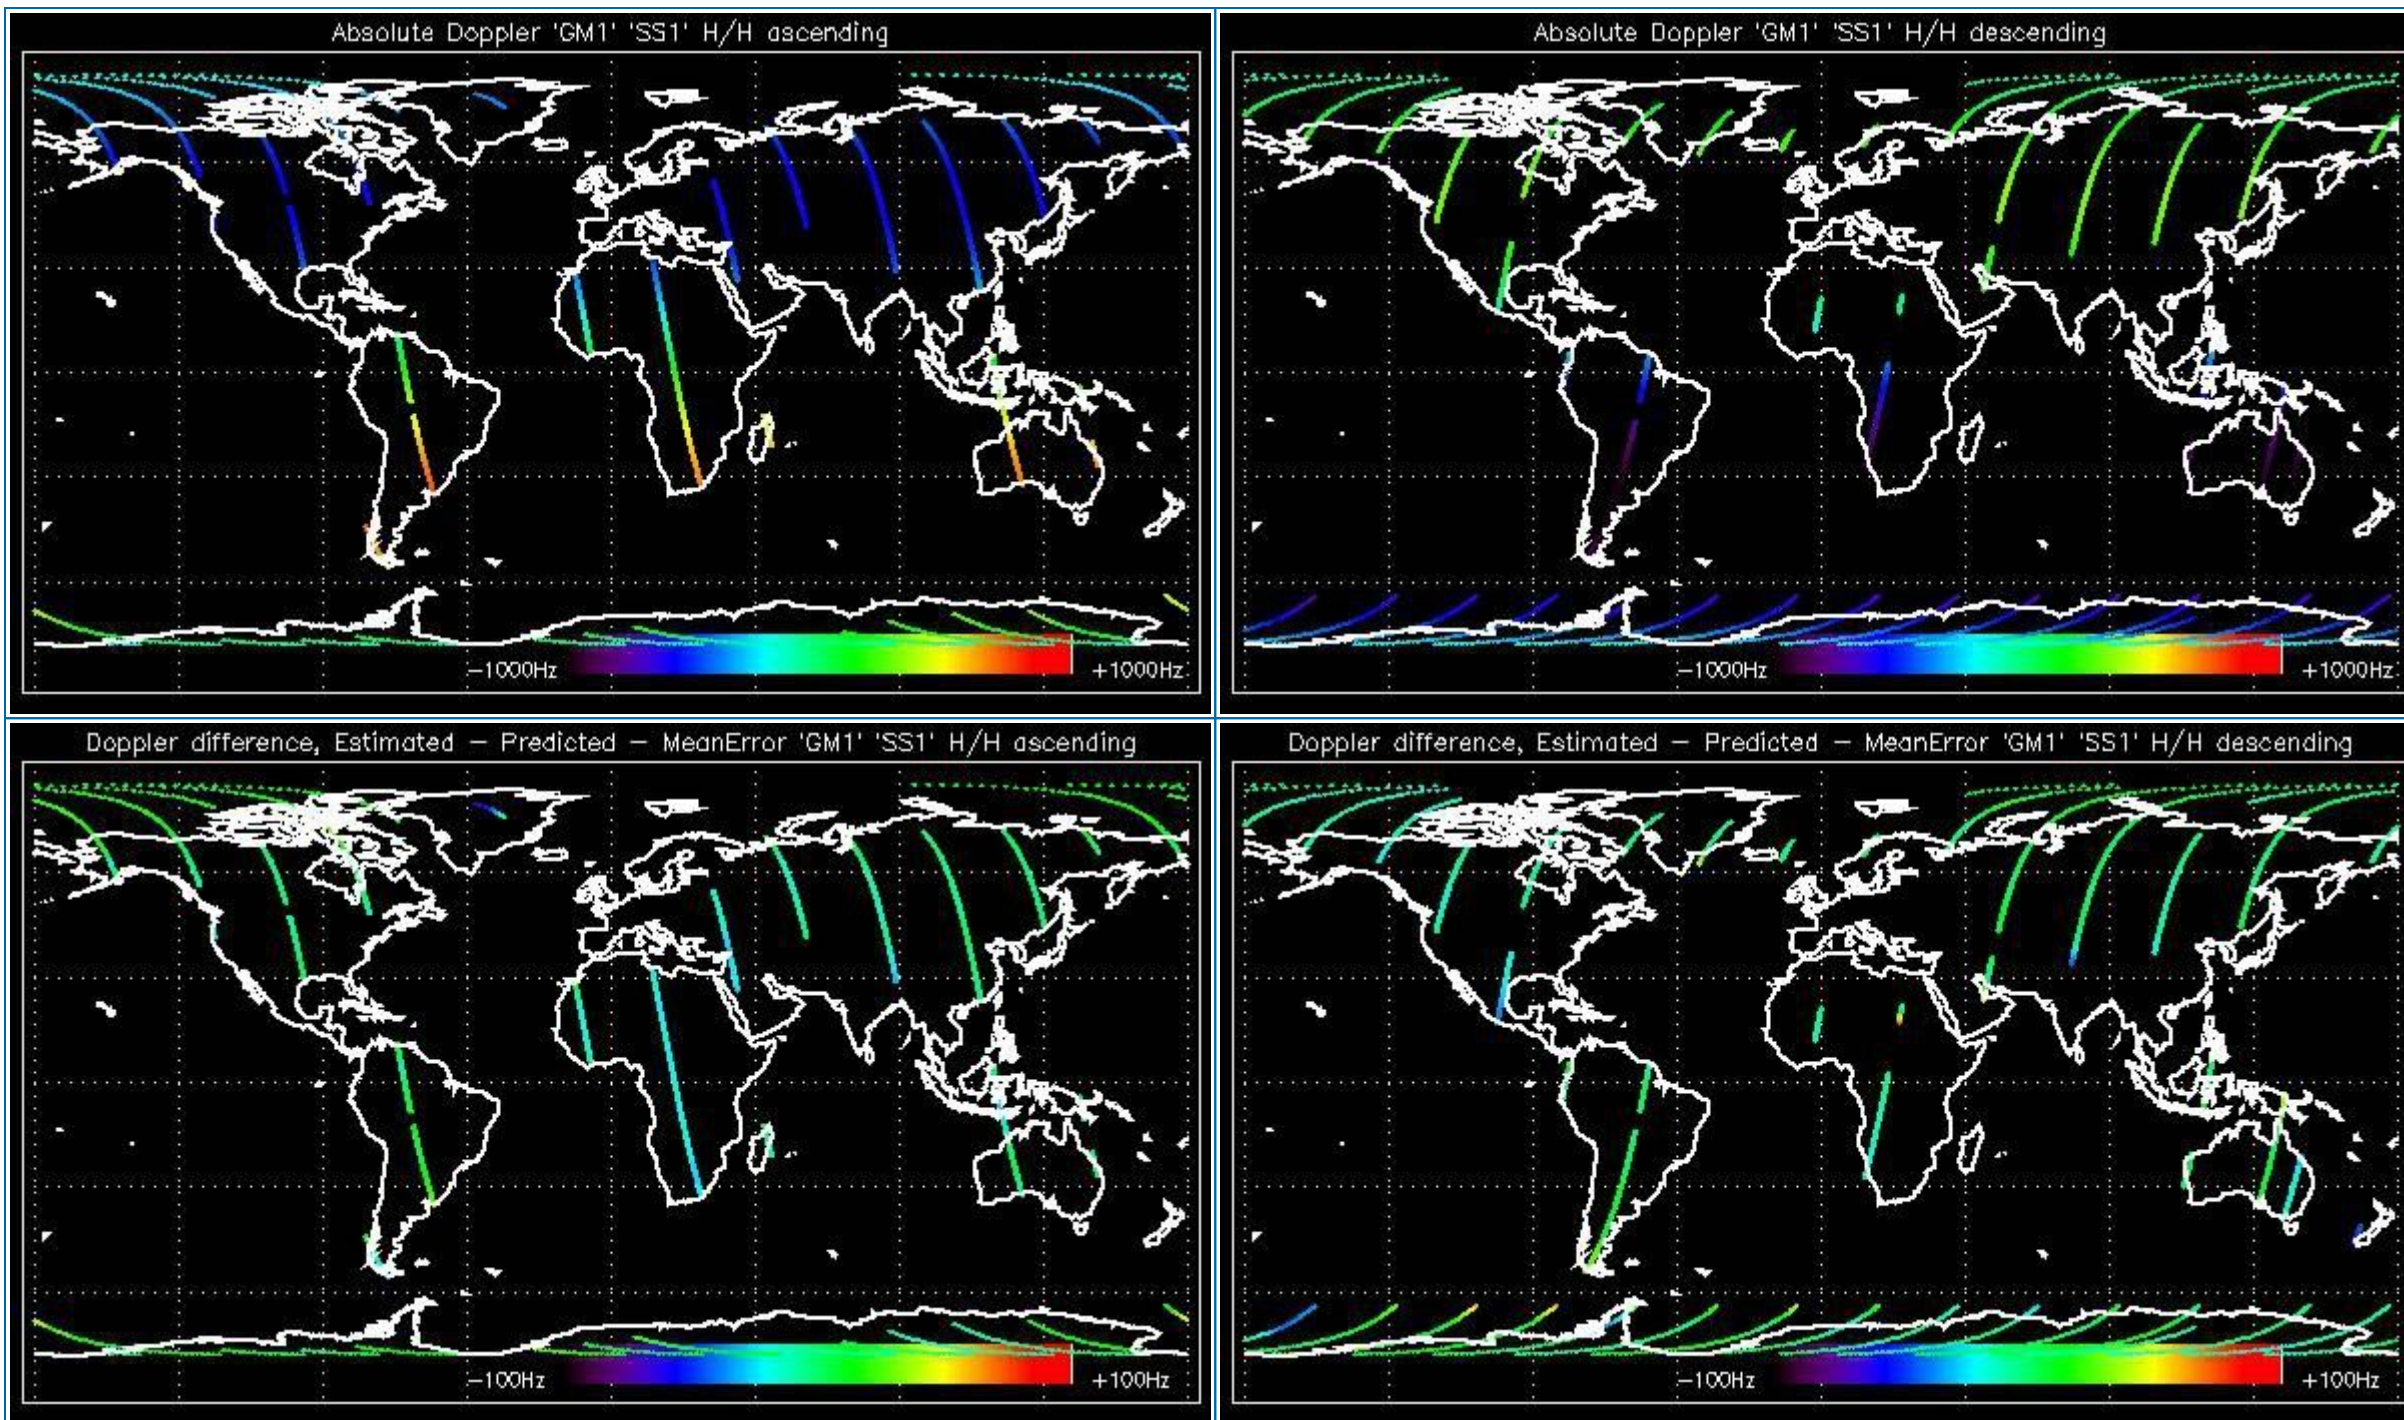 Absolute Doppler 'GM1' 'SS1' H/H ascending
−1000Hz
+1000Hz
Absolute Doppler 'GM1' 'SS1' H/H descending
−1000Hz
+1000Hz
Doppler difference, Estimated − Predicted − MeanError 'GM1' 'SS1' H/H ascending
−100Hz
+100Hz
Doppler difference, Estimated − Predicted − MeanError 'GM1' 'SS1' H/H descending
−100Hz
+100Hz